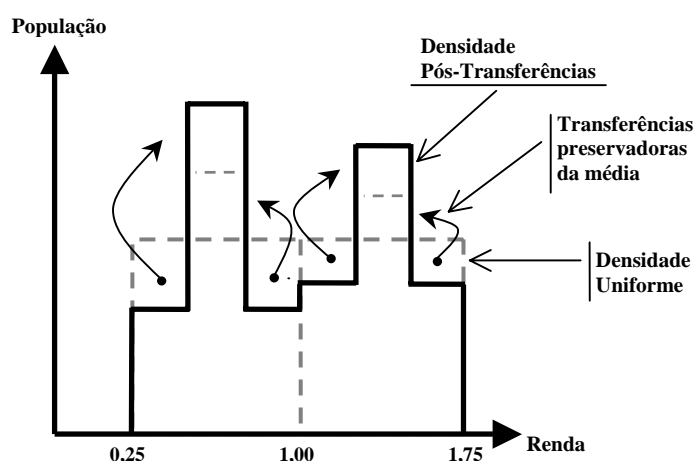 População
Densidade
Pós-Transferências
Transferências
preservadoras
da média
Densidade
Uniforme
0,25
1,00
1,75
Renda